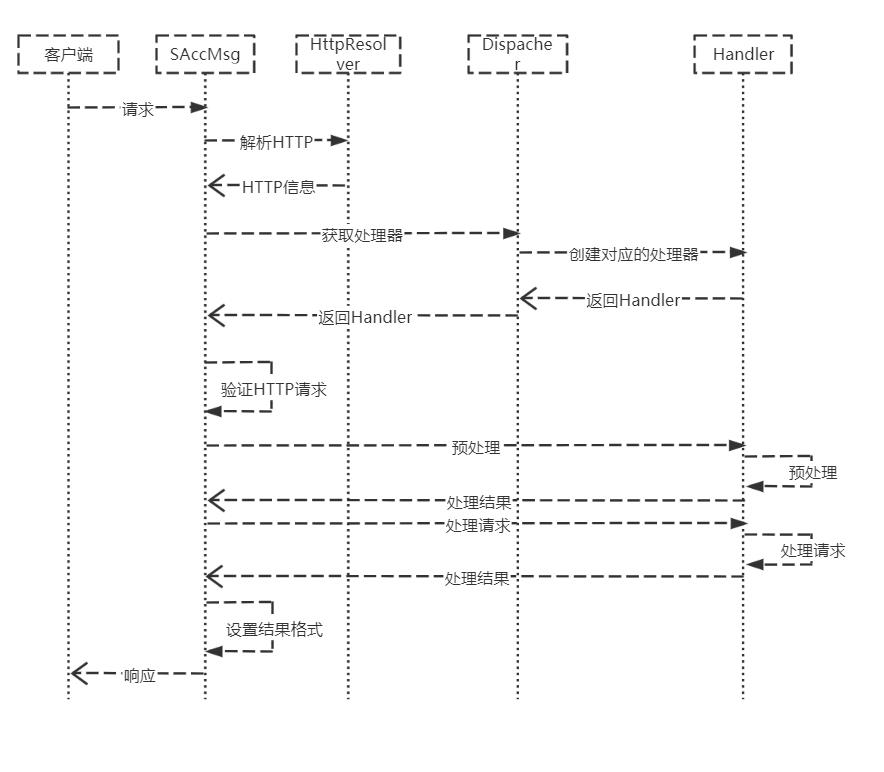 客户端
SAccMsg
HttpResol
ver
Dispache
r
Handler
请求
解析HTTP
HTTP信息
获取处理器
创建对应的处理器
返回Handler
返回Handler
验证HTTP请求
预处理
预处理
处理结果
处理请求
处理请求
处理结果
设置结果格式
响应